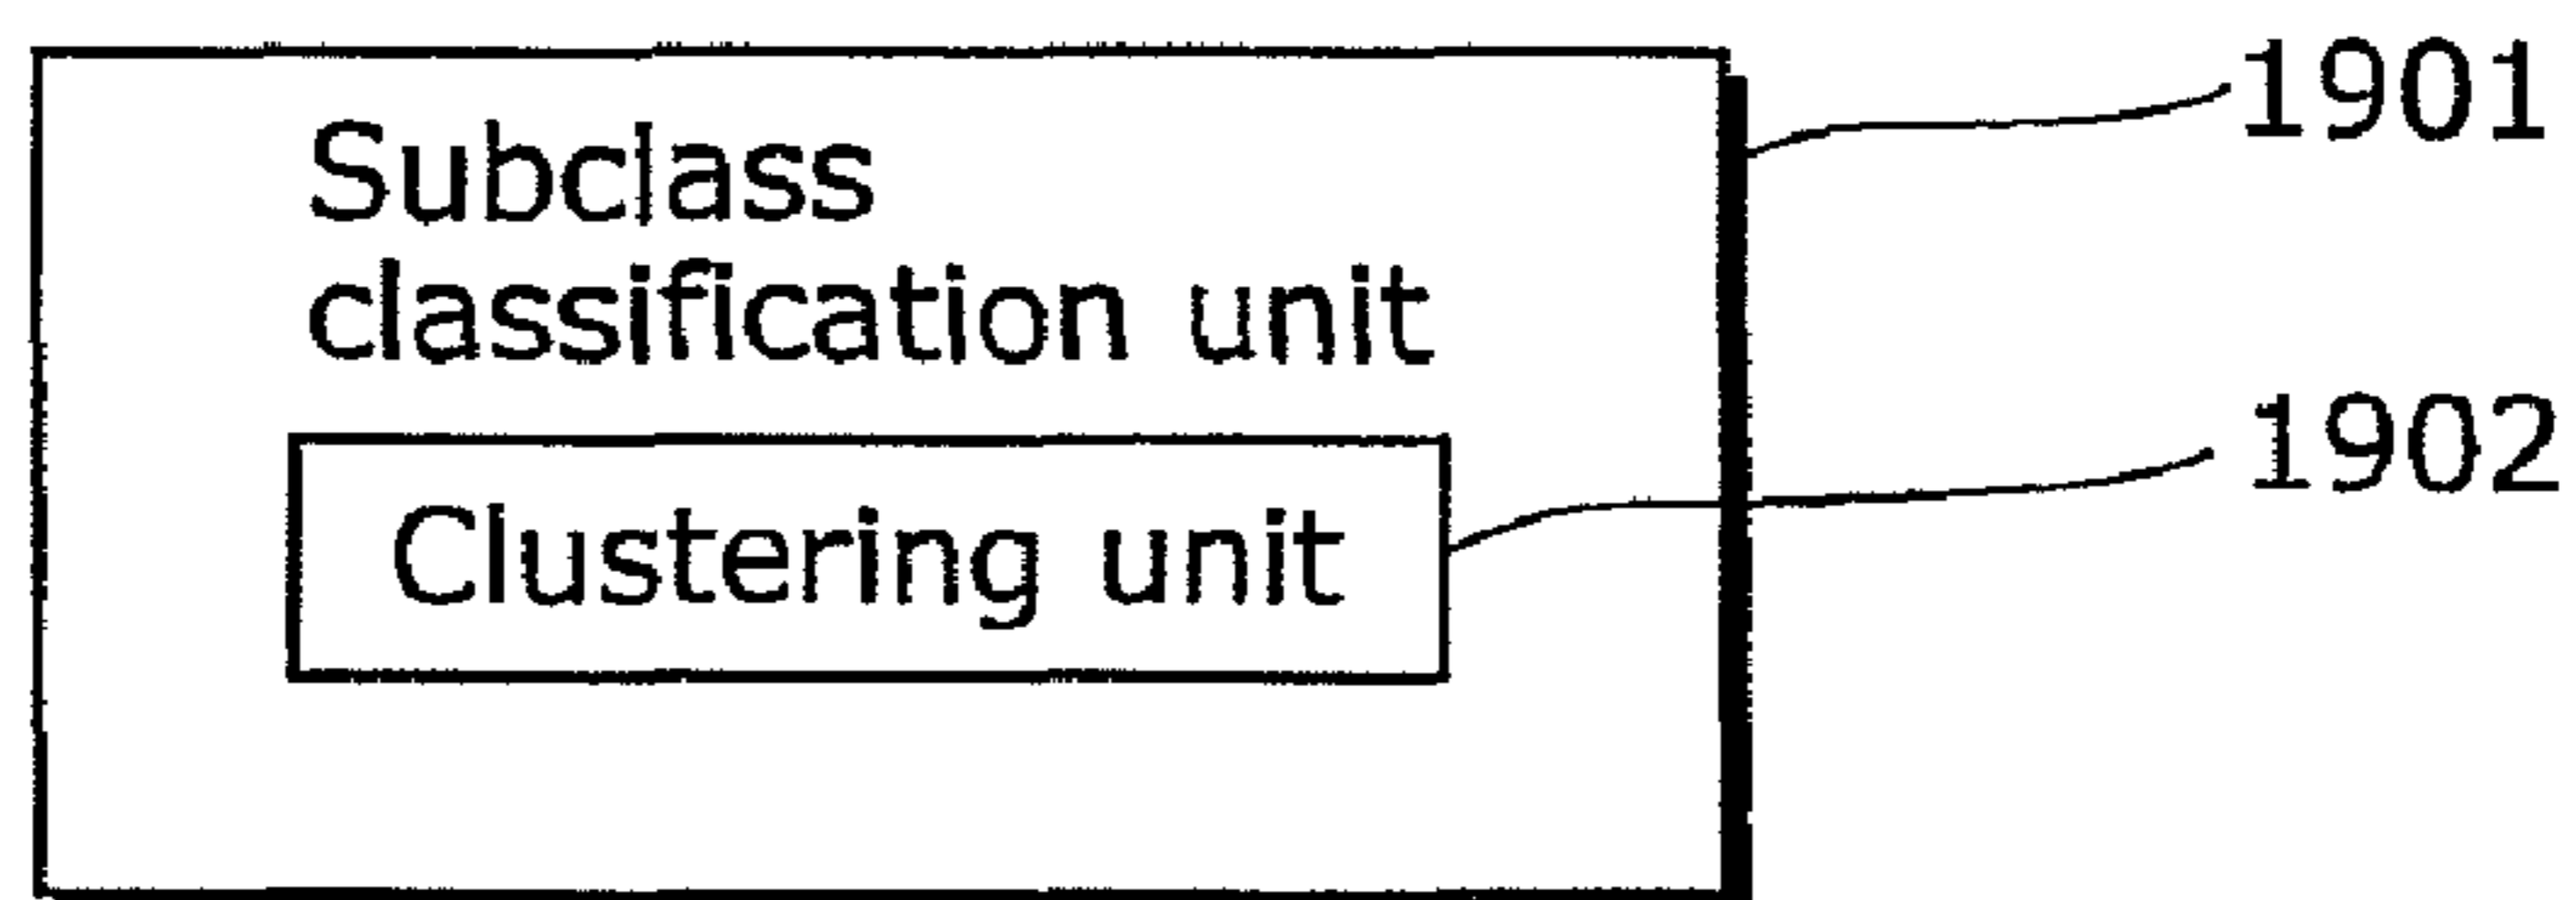 Subclass
classification unit
Clustering unit
1901
1902